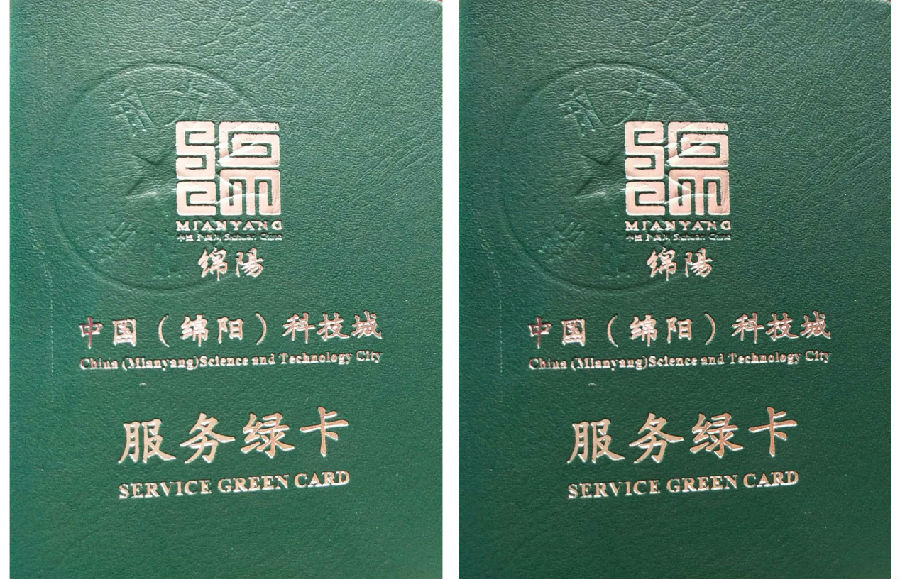 MIANYANG
绵陽
中国（绵阳）科技城
China (Mianyang)Science and Technology City
服务绿卡
SERVICE GREEN CARD
MIANYANG
绵陽
中国（绵阳）科技城
China (Mianyang)Science and Technology City
服务绿卡
SERVICE GREEN CARD